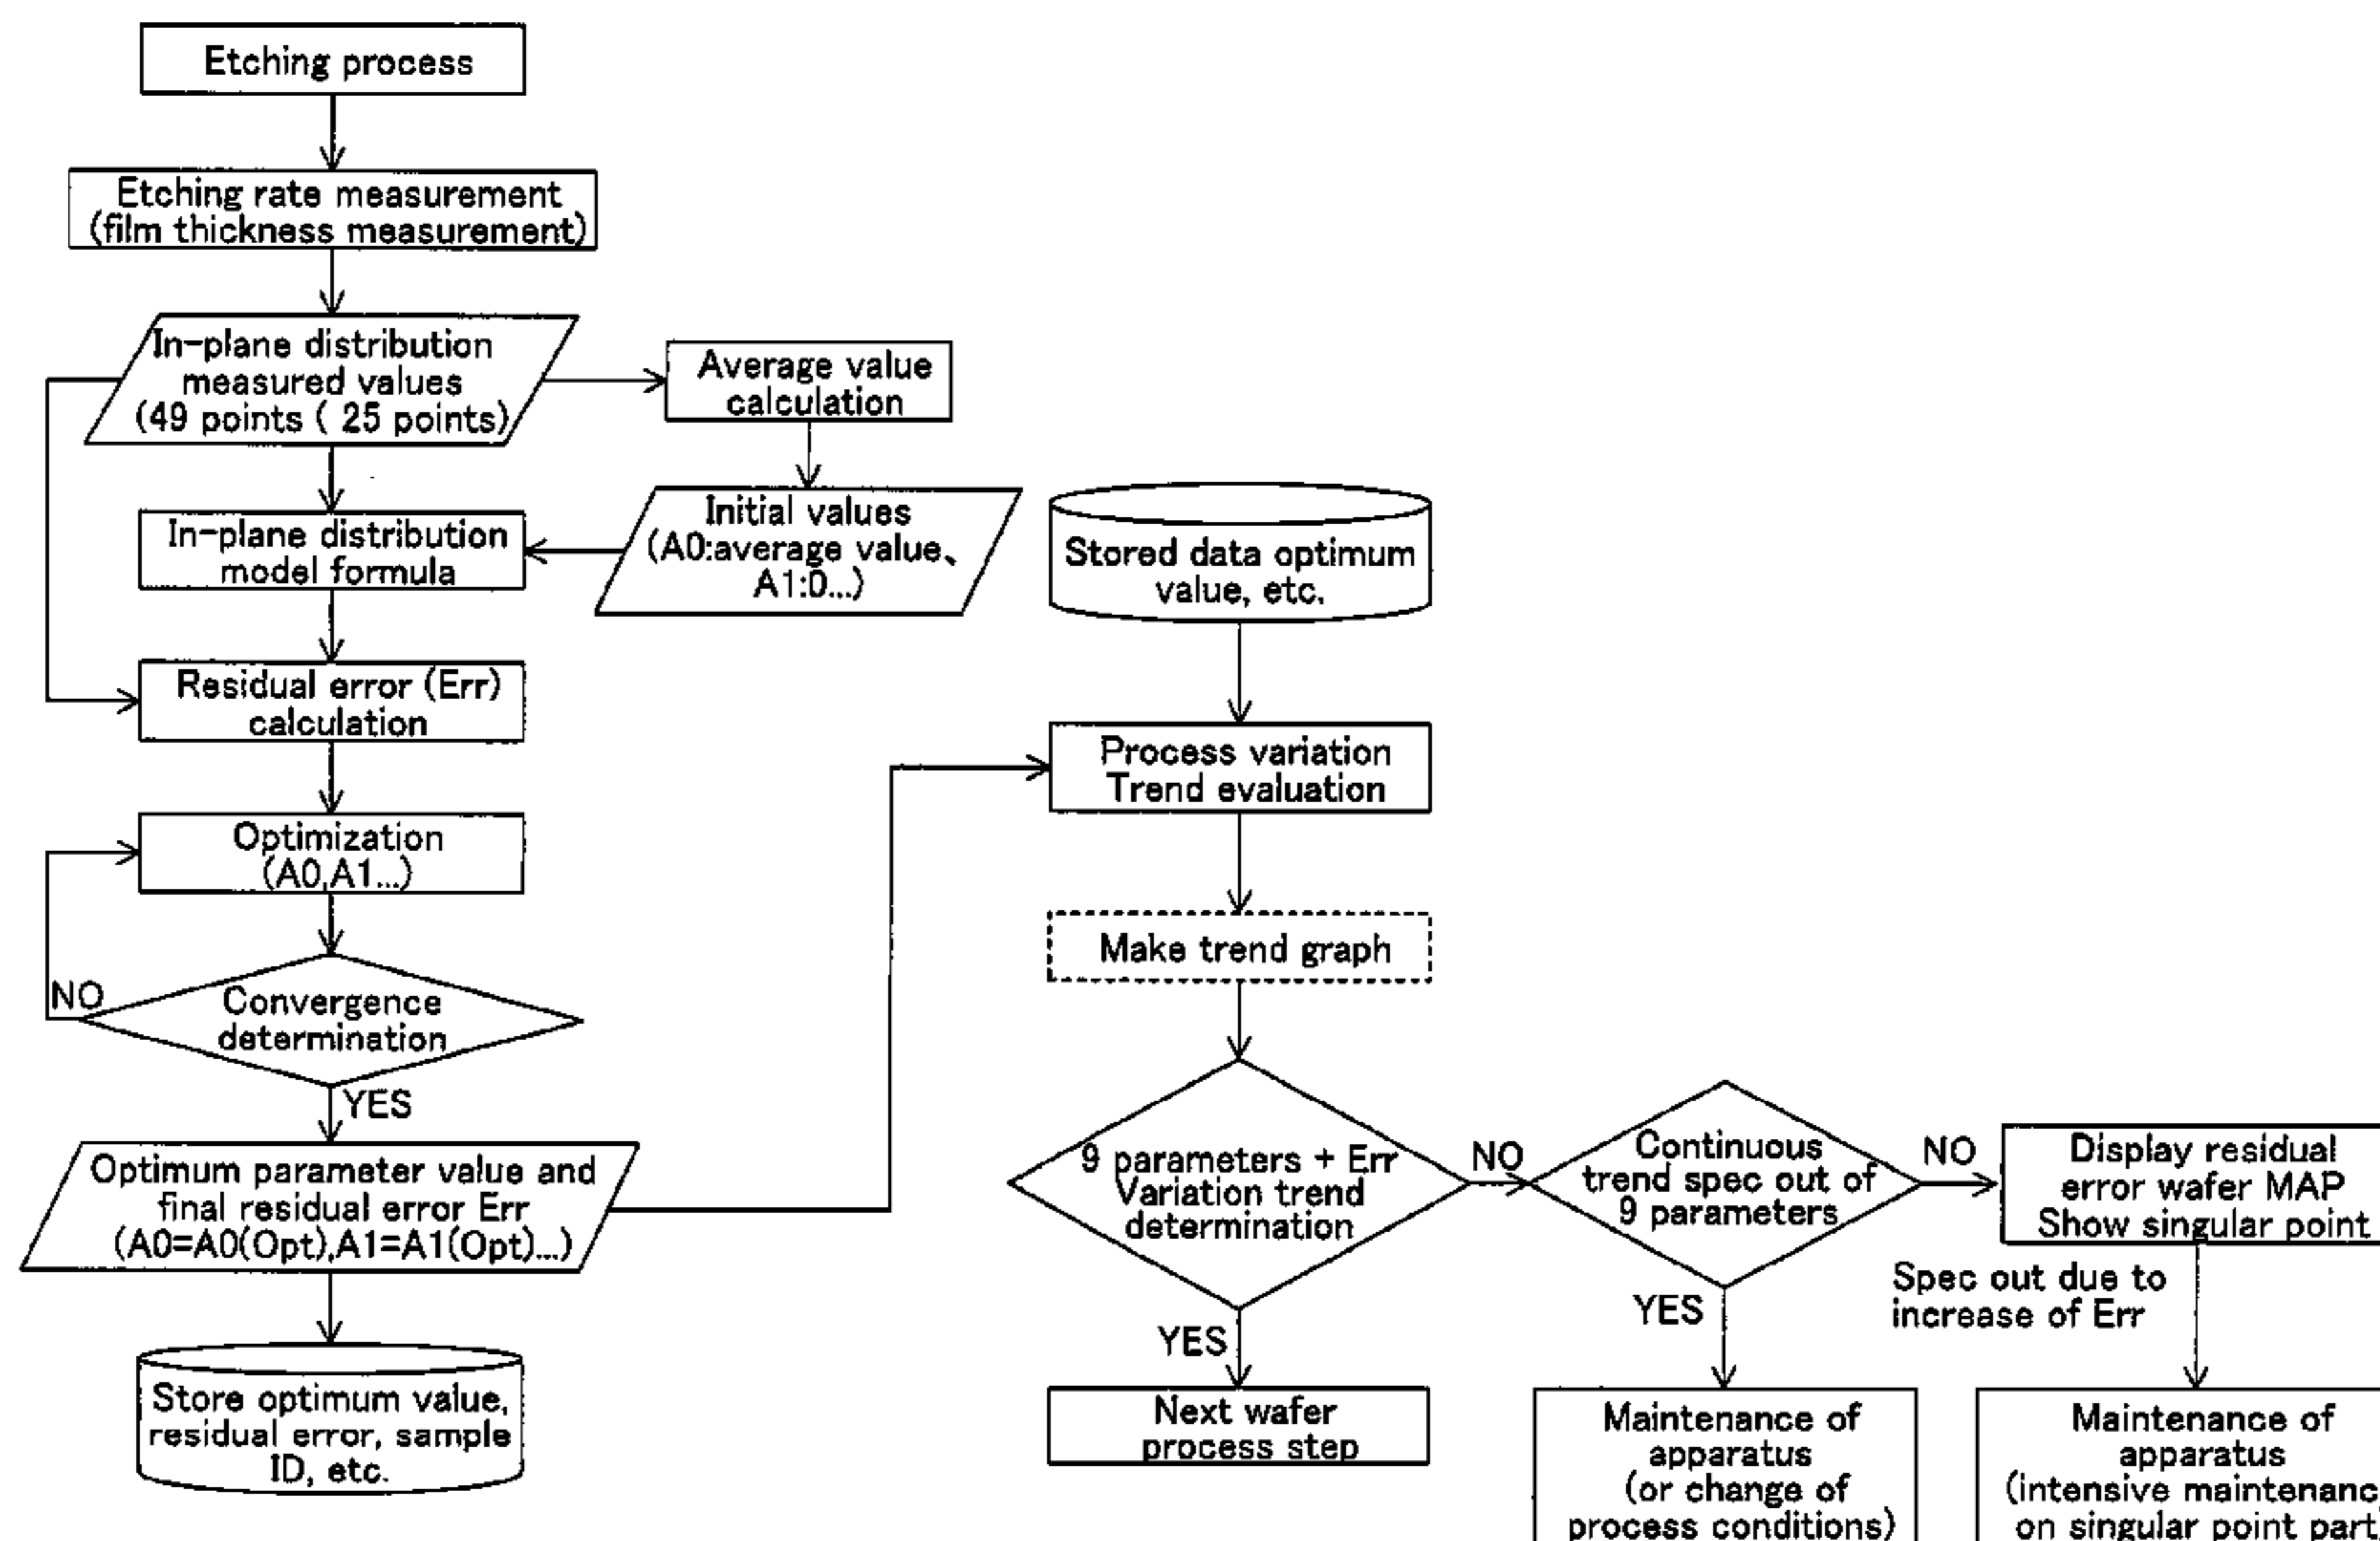 Etching process
Etching rate measurement
(film thickness measurement)
In-plane distribution
measured values
(49 points ( 25 points)
Average value
calculation
Initial values
(A0:average value、
A1:0...)
In-plane distribution
model formula
Residual error (Err)
calculation
Optimization
(A0,A1...)
NO
Convergence
determination
YES
Optimum parameter value and
final residual error Err
(A0=A0(Opt),A1=A1(Opt)...)
Store optimum value,
residual error, sample
ID, etc.
Stored data optimum
value, etc.
Process variation
Trend evaluation
Make trend graph
9 parameters + Err
Variation trend
determination
NO
YES
Next wafer
process step
Continuous
trend spec out of
9 parameters
NO
YES
Maintenance of
apparatus
(or change of
process conditions)
Display residual
error wafer MAP
Show singular point
Spec out due to
increase of Err
Maintenance of
apparatus
(intensive maintenanc
on singular point part